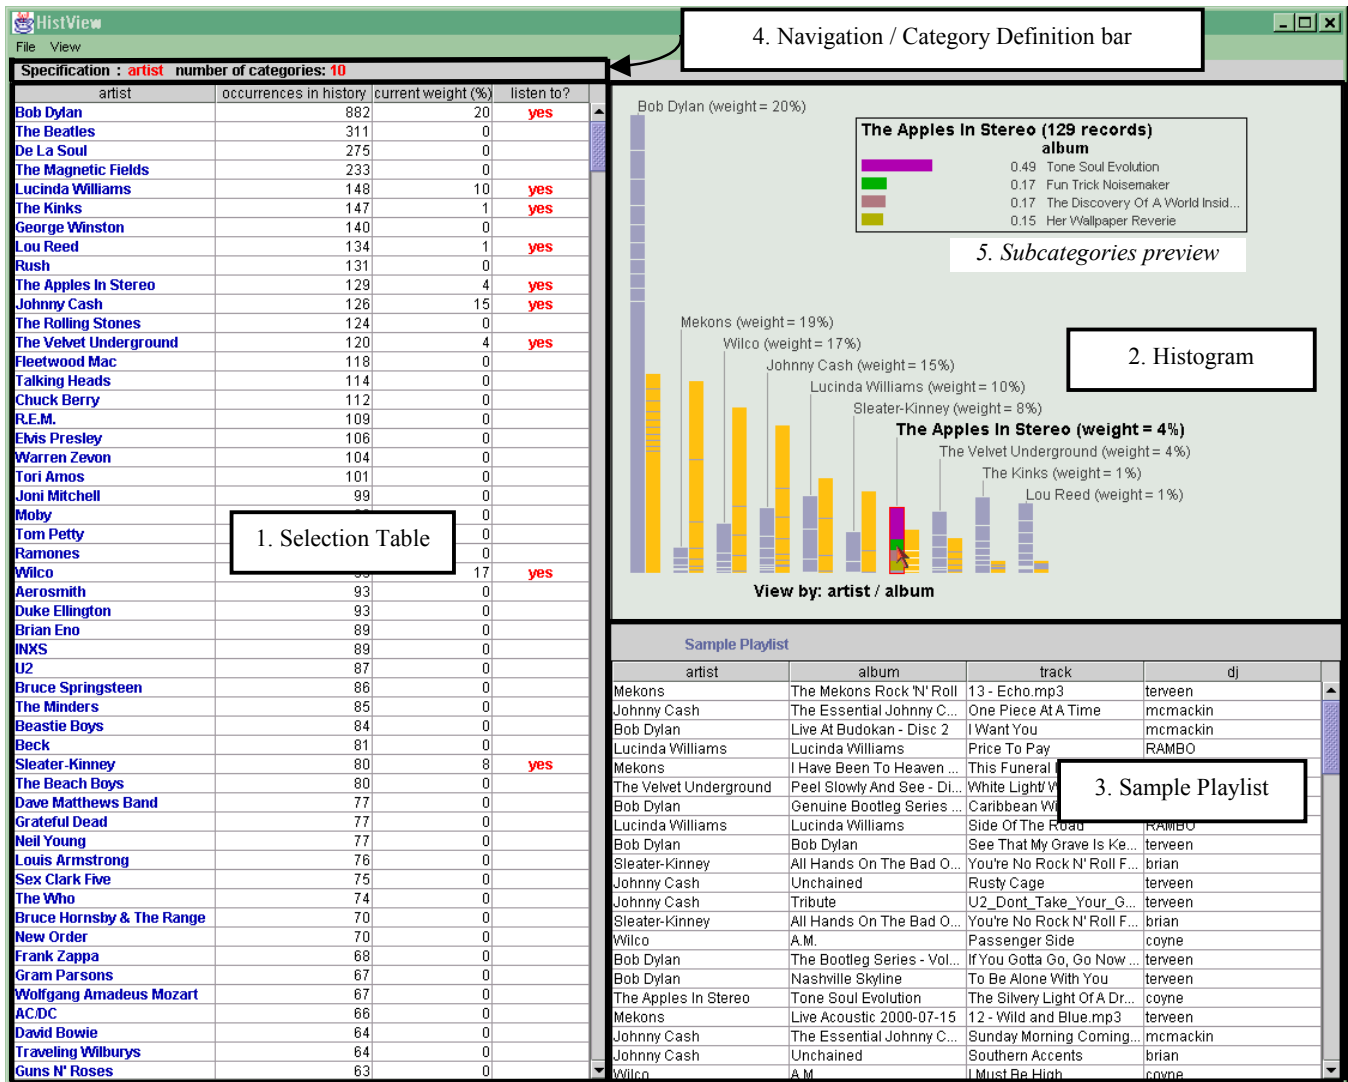 HistView
File View
4. Navigation / Category Definition bar
Specification : artist number of categories: 10
artist occurrences in history current weight (%) listen to?
Bob Dylan 882 20 yes
The Beatles 311 0
De La Soul 275 0
The Magnetic Fields 233 0
Lucinda Williams 148 10 yes
The Kinks 147 1 yes
George Winston 140 0
Lou Reed 134 1 yes
Rush 131 0
The Apples In Stereo 129 4 yes
Johnny Cash 126 15 yes
The Rolling Stones 124 0
The Velvet Underground 120 4 yes
Fleetwood Mac 118 0
Talking Heads 114 0
Chuck Berry 112 0
R.E.M. 109 0
Elvis Presley 106 0
Warren Zevon 104 0
Tori Amos 101 0
Joni Mitchell 99 0
Moby 0
Tom Petty 0
Ramones 0
Wilco 17 yes
Aerosmith 93 0
Duke Ellington 93 0
Brian Eno 89 0
INXS 89 0
U2 87 0
Bruce Springsteen 86 0
The Minders 85 0
Beastie Boys 84 0
Beck 81 0
Sleater-Kinney 80 8 yes
The Beach Boys 80 0
Dave Matthews Band 77 0
Grateful Dead 77 0
Neil Young 77 0
Louis Armstrong 76 0
Sex Clark Five 75 0
The Who 74 0
Bruce Hornsby & The Range 70 0
New Order 70 0
Frank Zappa 68 0
Gram Parsons 67 0
Wolfgang Amadeus Mozart 67 0
AC/DC 66 0
David Bowie 64 0
Traveling Wilburys 64 0
Guns N' Roses 63 0
1. Selection Table
Bob Dylan (weight = 20%)
The Apples In Stereo (129 records)
album
0.49 Tone Soul Evolution
0.17 Fun Trick Noisemaker
0.17 The Discovery Of A World Insid...
0.15 Her Wallpaper Reverie
5. Subcategories preview
Mekons (weight = 19%)
Wilco (weight = 17%)
Johnny Cash (weight = 15%)
Lucinda Williams (weight = 10%)
Sleater-Kinney (weight = 8%)
The Apples In Stereo (weight = 4%)
The Velvet Underground (weight = 4%)
The Kinks (weight = 1%)
Lou Reed (weight = 1%)
2. Histogram
View by: artist / album
Sample Playlist
artist album track dj
Mekons The Mekons Rock 'N' Roll 13 - Echo.mp3 terveen
Johnny Cash The Essential Johnny C... One Piece At A Time mcmackin
Bob Dylan Live At Budokan - Disc 2 I Want You mcmackin
Lucinda Williams Lucinda Williams Price To Pay RAMBO
Mekons I Have Been To Heaven ... This Funeral
The Velvet Underground Peel Slowly And See - Di... White Light/
Bob Dylan Genuine Bootleg Series ... Caribbean
Lucinda Williams Lucinda Williams Side Of The Road RAMBO
Bob Dylan Bob Dylan See That My Grave Is Ke... terveen
Sleater-Kinney All Hands On The Bad O... You're No Rock N' Roll F... brian
Johnny Cash Unchained Rusty Cage terveen
Johnny Cash Tribute U2_Dont_Take_Your_G... terveen
Sleater-Kinney All Hands On The Bad O... You're No Rock N' Roll F... brian
Wilco A.M. Passenger Side coyne
Bob Dylan The Bootleg Series - Vol... If You Gotta Go, Go Now ... terveen
Bob Dylan Nashville Skyline To Be Alone With You terveen
The Apples In Stereo Tone Soul Evolution The Silvery Light Of A Dr... coyne
Mekons Live Acoustic 2000-07-15 12 - Wild and Blue.mp3 terveen
Johnny Cash The Essential Johnny C... Sunday Morning Coming... mcmackin
Johnny Cash Unchained Southern Accents brian
Wilco A.M. I Must Be High coyne
3. Sample Playlist